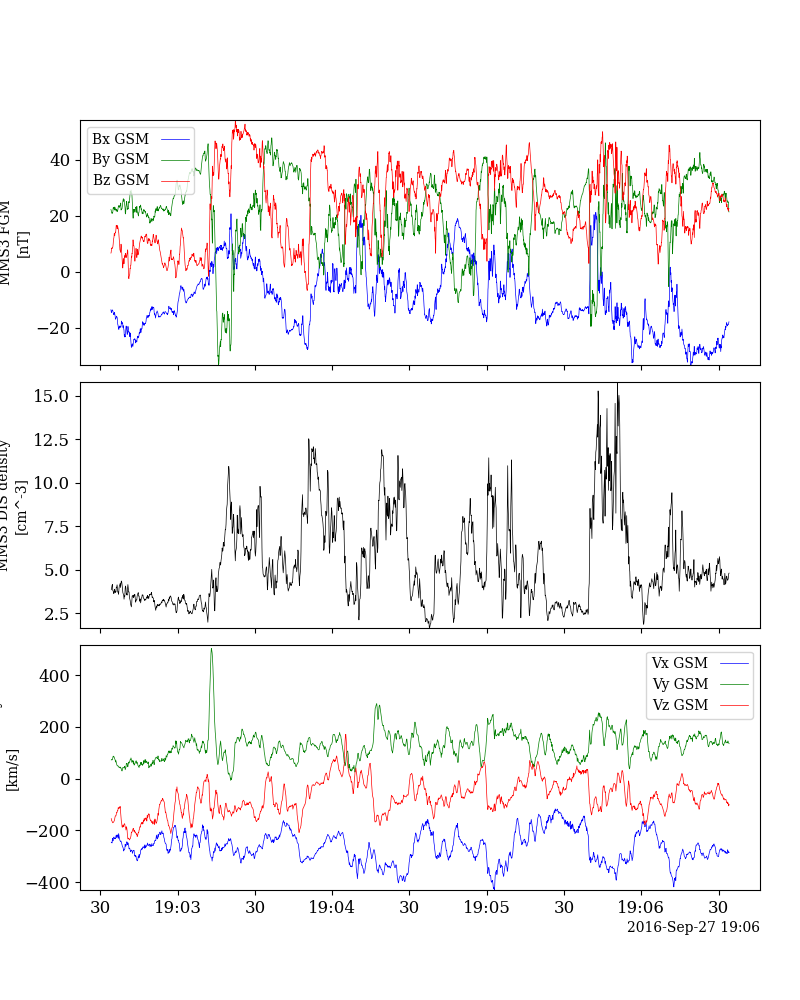 Bx GSM
By GSM
Bz GSM
40
20
0
−20
MMS3 FGM
[nT]
15.0
12.5
10.0
7.5
5.0
2.5
MMS3 DIS density
[cm^-3]
Vx GSM
Vy GSM
Vz GSM
400
200
0
−200
−400
[km/s]
30
19:03
30
19:04
30
19:05
30
19:06
30
2016-Sep-27 19:06